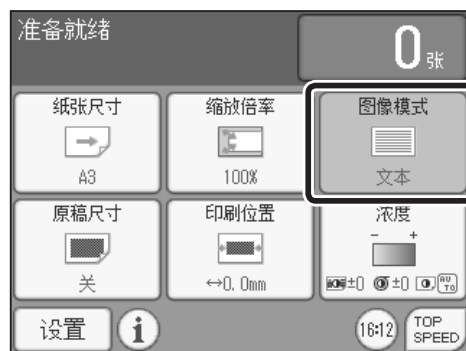 准备就绪
0张
纸张尺寸
缩放倍率
图像模式
A3
100%
文本
原稿尺寸
印刷位置
浓度
- +
关
↔0.0mm
±0 ±0 AUTO
设置
i
16:12
TOP SPEED